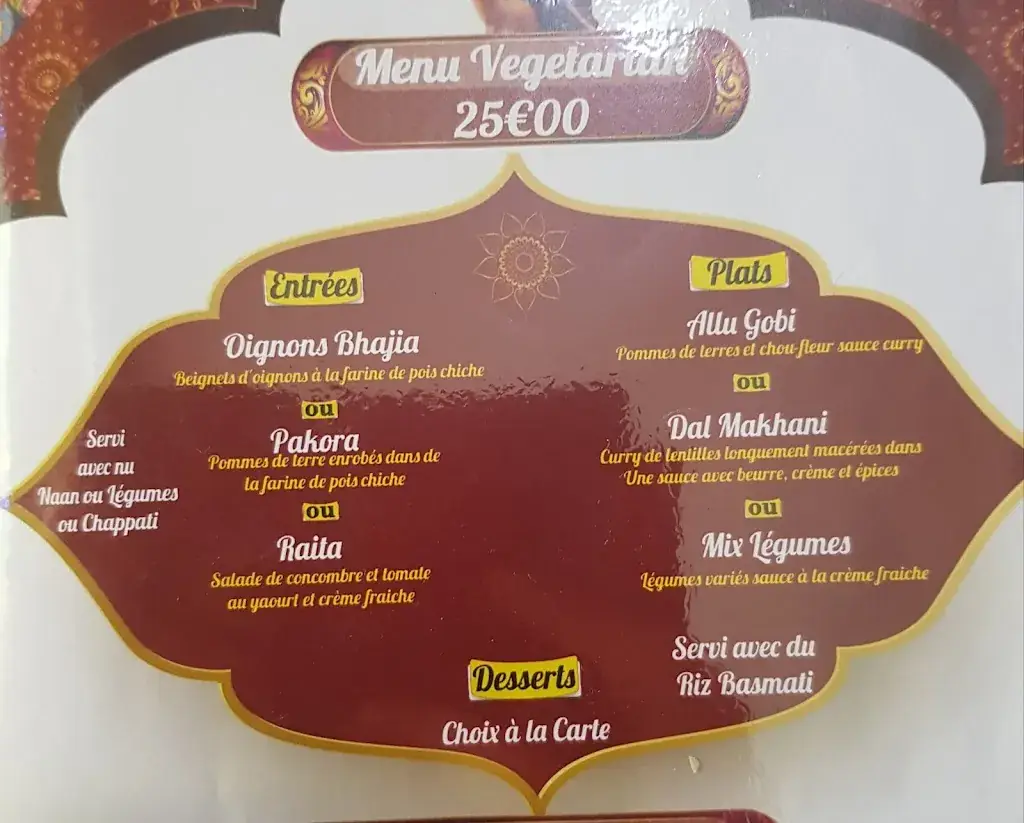 Menu Vegetarian
25€00
Entrées
Oignons Bhajia
Beignets d'oignons à la farine de pois chiche
ou
Pakora
Pommes de terre enrobés dans de
la farine de pois chiche
ou
Raita
Salade de concombre et tomate
au yaourt et crème fraiche
Servi
avec nu
Naan ou Légumes
ou Chappati
Plats
Allu Gobi
Pommes de terres et chou-fleur sauce curry
ou
Dal Makhani
Curry de lentilles longuement macérées dans
Une sauce avec beurre, crème et épices
ou
Mix Légumes
Légumes variés sauce à la crème fraiche
Servi avec du
Riz Basmati
Desserts
Choix à la Carte